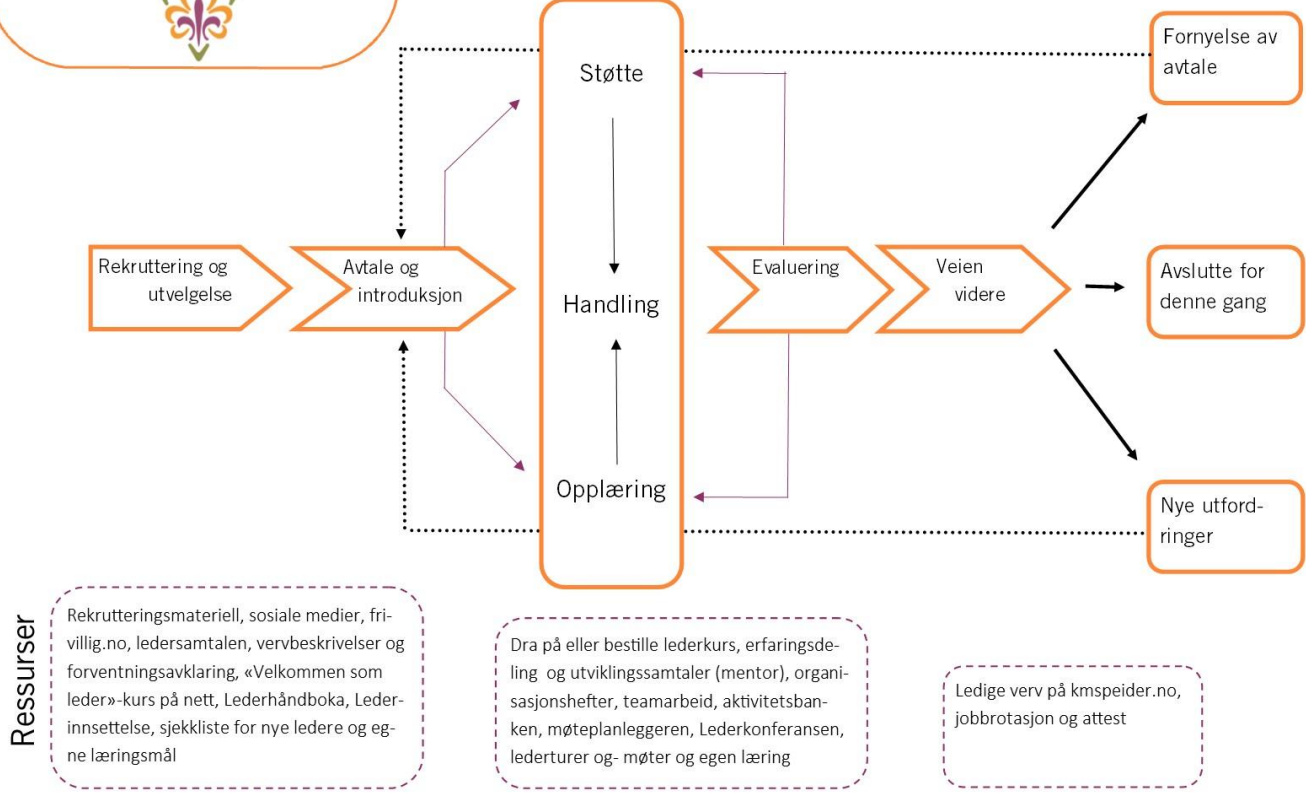 Støtte
Handling
Opplæring
Rekruttering og
utvelgelse
Avtale og
introduksjon
Evaluering
Veien
videre
Fornyelse av
avtale
Avslutte for
denne gang
Nye utford-
ringer
Ressurser
Rekrutteringsmateriell, sosiale medier, fri-
villig.no, ledersamtalen, vervbeskrivelser og
forventningsavklaring, «Velkommen som
leder»-kurs på nett, Lederhåndboka, Leder-
innsettelse, sjekkliste for nye ledere og eg-
ne læringsmål
Dra på eller bestille lederkurs, erfaringsde-
ling og utviklingssamtaler (mentor), organi-
sasjonshefter, teamarbeid, aktivitetsban-
ken, møteplanleggeren, Lederkonferansen,
lederturer og- møter og egen læring
Ledige verv på kmspeider.no,
jobbrotasjon og attest